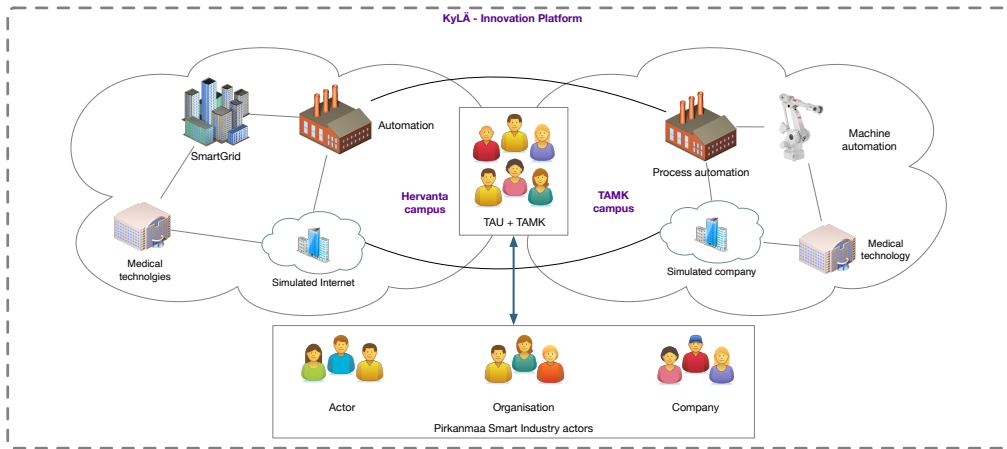 KyLÄ - Innovation Platform
SmartGrid
Automation
Medical
technolgies
Simulated Internet
Hervanta
campus
TAU + TAMK
TAMK
campus
Process automation
Machine
automation
Simulated company
Medical
technology
Actor
Organisation
Company
Pirkanmaa Smart Industry actors